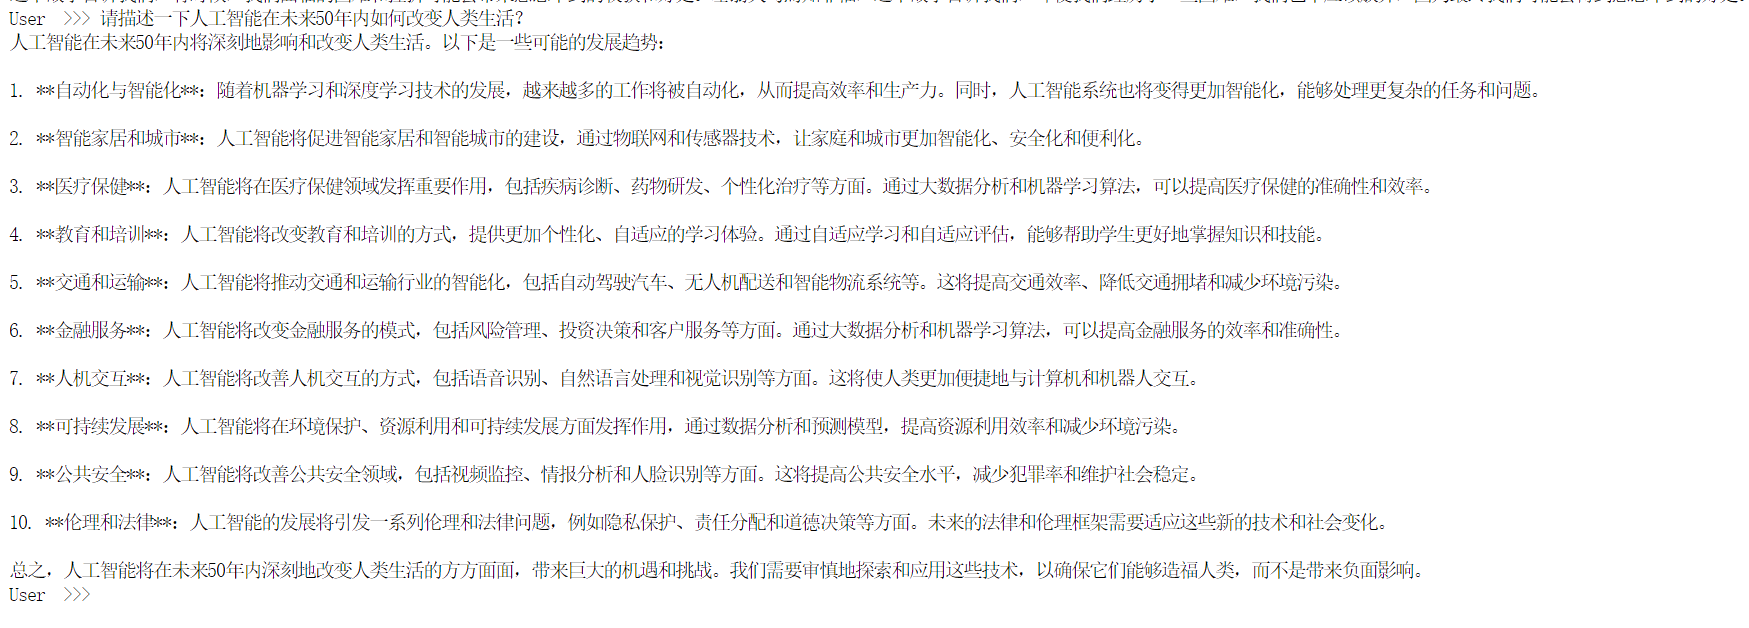 User >>> 请描述一下人工智能在未来50年内如何改变人类生活？
人工智能在未来50年内将深刻地影响和改变人类生活。以下是一些可能的发展趋势：
1. **自动化与智能化**：随着机器学习和深度学习技术的发展，越来越多的工作将被自动化，从而提高效率和生产力。同时，人工智能系统也将变得更加智能化，能够处理更复杂的任务和问题。
2. **智能家居和城市**：人工智能将促进智能家居和智能城市的建设，通过物联网和传感器技术，让家庭和城市更加智能化、安全化和便利化。
3. **医疗保健**：人工智能将在医疗保健领域发挥重要作用，包括疾病诊断、药物研发、个性化治疗等方面。通过大数据分析和机器学习算法，可以提高医疗保健的准确性和效率。
4. **教育和培训**：人工智能将改变教育和培训的方式，提供更加个性化、自适应的学习体验。通过自适应学习和自适应评估，能够帮助学生更好地掌握知识和技能。
5. **交通和运输**：人工智能将推动交通和运输行业的智能化，包括自动驾驶汽车、无人机配送和智能物流系统等。这将提高交通效率、降低交通拥堵和减少环境污染。
6. **金融服务**：人工智能将改变金融服务的模式，包括风险管理、投资决策和客户服务等方面。通过大数据分析和机器学习算法，可以提高金融服务的效率和准确性。
7. **人机交互**：人工智能将改善人机交互的方式，包括语音识别、自然语言处理和视觉识别等方面。这将使人类更加便捷地与计算机和机器人交互。
8. **可持续发展**：人工智能将在环境保护、资源利用和可持续发展方面发挥作用，通过数据分析和预测模型，提高资源利用效率和减少环境污染。
9. **公共安全**：人工智能将改善公共安全领域，包括视频监控、情报分析和人脸识别等方面。这将提高公共安全水平，减少犯罪率和维护社会稳定。
10. **伦理和法律**：人工智能的发展将引发一系列伦理和法律问题，例如隐私保护、责任分配和道德决策等方面。未来的法律和伦理框架需要适应这些新的技术和社会变化。
总之，人工智能将在未来50年内深刻地改变人类生活的方方面面，带来巨大的机遇和挑战。我们需要审慎地探索和应用这些技术，以确保它们能够造福人类，而不是带来负面影响。
User >>>